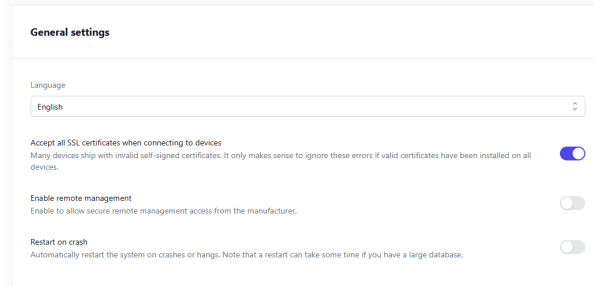 General settings
Language
English
Accept all SSL certificates when connecting to devices
Many devices ship with invalid self-signed certificates. It only makes sense to ignore these errors if valid certificates have been installed on all
devices.
Enable remote management
Enable to allow secure remote management access from the manufacturer.
Restart on crash
Automatically restart the system on crashes or hangs. Note that a restart can take some time if you have a large database.